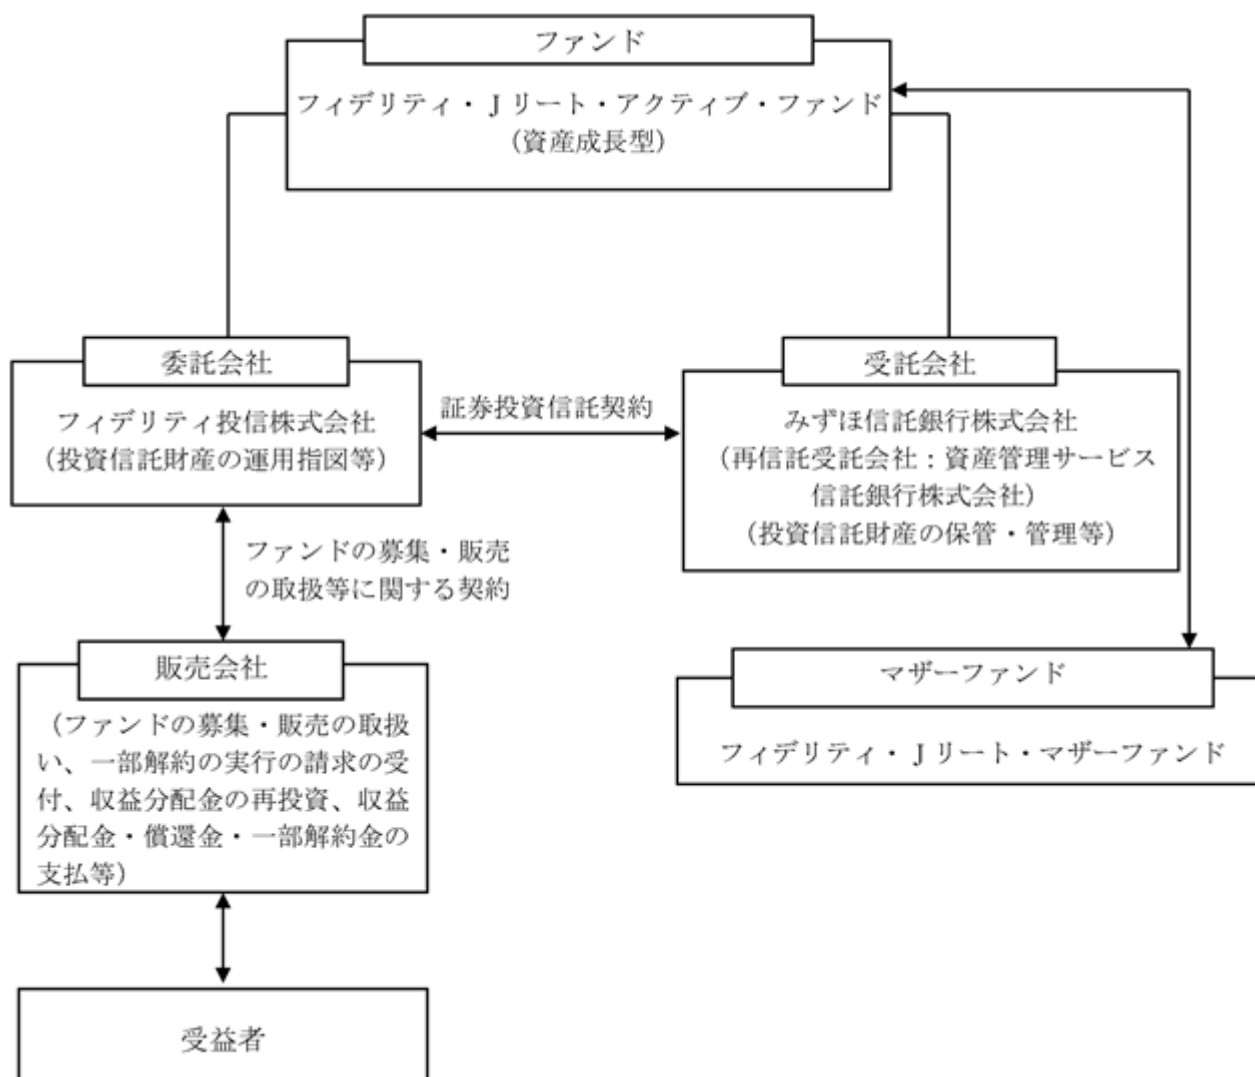 ファンド
フィデリティ・Jリート・アクティブ・ファンド
(資産成長型)
委託会社
フィデリティ投信株式会社
(投資信託財産の運用指図等)
証券投資信託契約
受託会社
みずほ信託銀行株式会社
(再信託受託会社:資産管理サービス
信託銀行株式会社)
(投資信託財産の保管・管理等)
ファンドの募集・販売
の取扱等に関する契約
販売会社
(ファンドの募集・販売の取扱
い、一部解約の実行の請求の受
付、収益分配金の再投資、収益
分配金・償還金・一部解約金の
支払等)
マザーファンド
フィデリティ・Jリート・マザーファンド
受益者